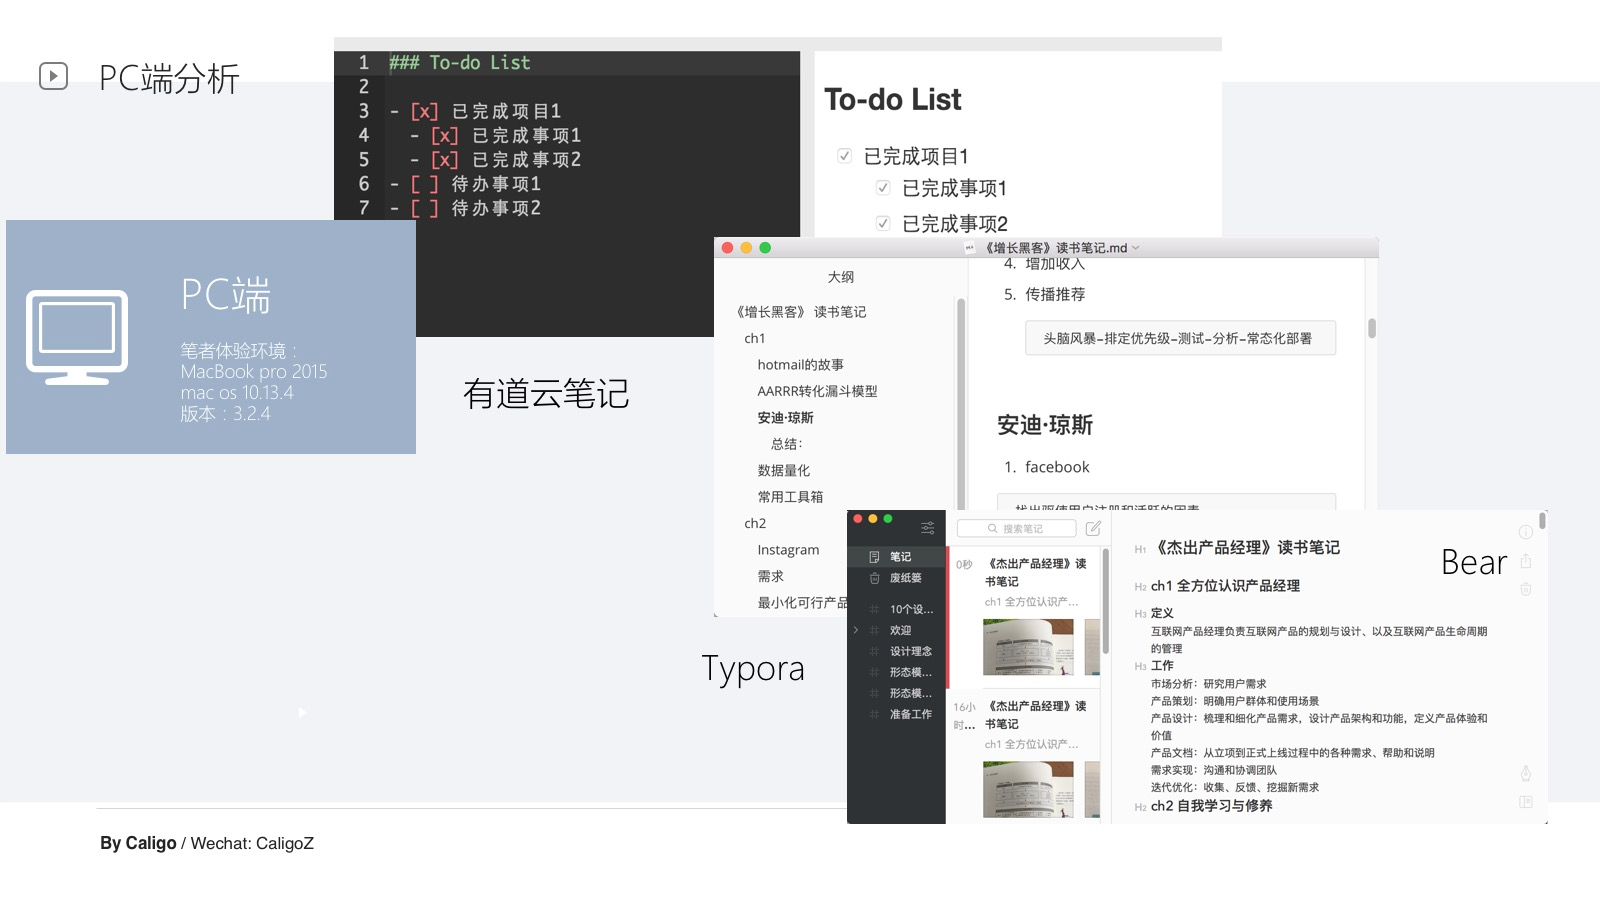 PC端分析
1 ### To-do List
2
3 - [x] 已完成项目1
4 - [x] 已完成事项1
5 - [x] 已完成事项2
6 - [ ] 待办事项1
7 - [ ] 待办事项2
To-do List
已完成项目1
已完成事项1
已完成事项2
PC端
笔者体验环境：
MacBook pro 2015
mac os 10.13.4
版本：3.2.4
有道云笔记
《增长黑客》读书笔记.md
大纲
《增长黑客》 读书笔记
ch1
hotmail的故事
AARRR转化漏斗模型
安迪·琼斯
总结：
数据量化
常用工具箱
ch2
Instagram
需求
最小化可行产品
4. 增加收入
5. 传播推荐
头脑风暴–排定优先级–测试–分析–常态化部署
安迪·琼斯
1. facebook
找出驱使用户注册和活跃的因素
Typora
笔记
废纸篓
10个设...
欢迎
设计理念
形态模...
形态模...
准备工作
搜索笔记
0秒
《杰出产品经理》读
书笔记
ch1 全方位认识产...
16小
时...
《杰出产品经理》读
书笔记
ch1 全方位认识产...
H1 《杰出产品经理》读书笔记
Bear
H2 ch1 全方位认识产品经理
H3 定义
互联网产品经理负责互联网产品的规划与设计、以及互联网产品生命周期
的管理
H3 工作
市场分析：研究用户需求
产品策划：明确用户群体和使用场景
产品设计：梳理和细化产品需求，设计产品架构和功能，定义产品体验和
价值
产品文档：从立项到正式上线过程中的各种需求、帮助和说明
需求实现：沟通和协调团队
迭代优化：收集、反馈、挖掘新需求
H2 ch2 自我学习与修养
By Caligo / Wechat: CaligoZ